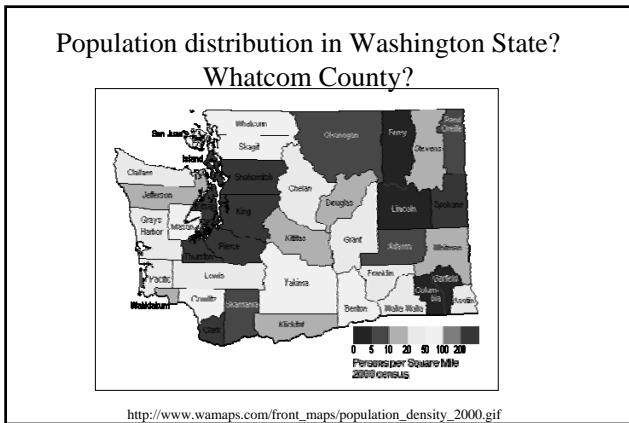 Population distribution in Washington State?
Whatcom County?
Whatcom
San Juan
Skagit
Island
Okanogan
Ferry
Stevens
Pend
Oreille
Clallam
Snohomish
Chelan
Jefferson
Douglas
King
Lincoln
Spokane
Grays
Harbor
Mason
Kittitas
Grant
Pierce
Adams
Whitman
Thurston
Pacific
Lewis
Yakima
Franklin
Garfield
Colum-
bia
Wahkiakum
Cowlitz
Skamania
Benton
Walla Walla
Asotin
Clark
Klickitat
0 5 10 20 50 100 200
Persons per Square Mile
2000 census
http://www.wamaps.com/front_maps/population_density_2000.gif